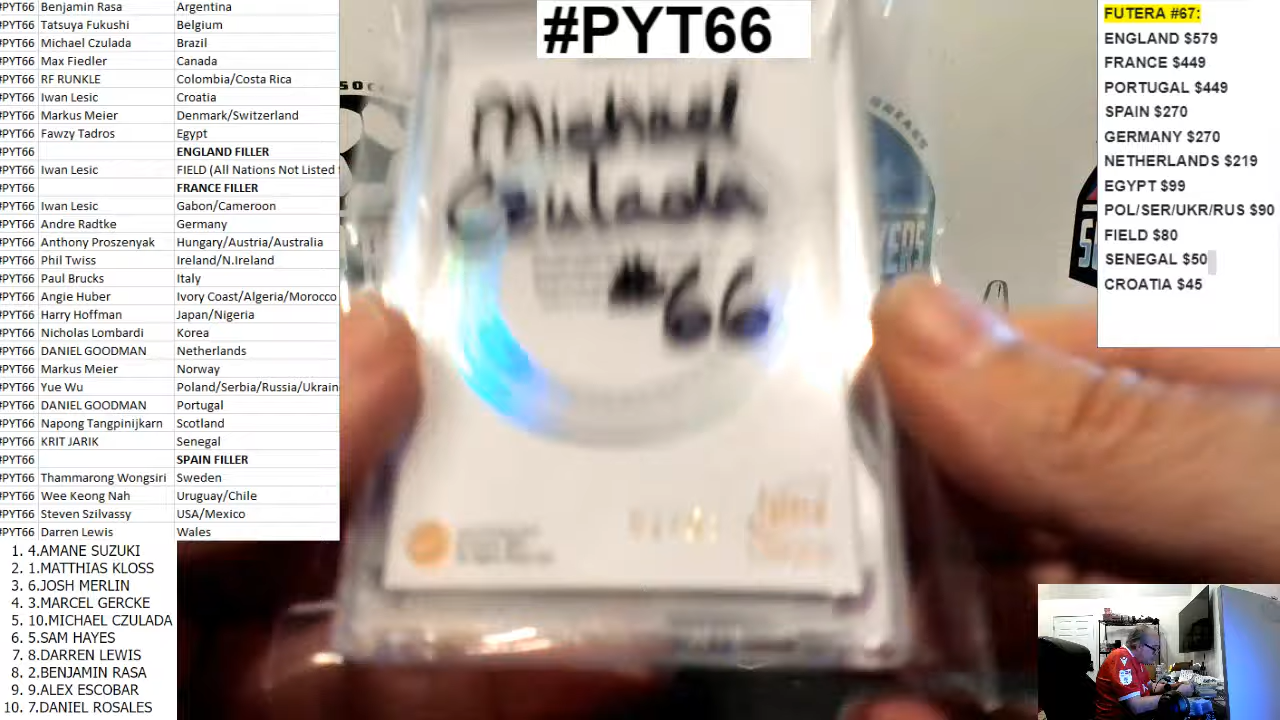 #PYT66
#PYT66 Benjamin Rasa Argentina
#PYT66 Tatsuya Fukushi Belgium
#PYT66 Michael Czulada Brazil
#PYT66 Max Fiedler Canada
#PYT66 RF RUNKLE Colombia/Costa Rica
#PYT66 Iwan Lesic Croatia
#PYT66 Markus Meier Denmark/Switzerland
#PYT66 Fawzy Tadros Egypt
#PYT66 ENGLAND FILLER
#PYT66 Iwan Lesic FIELD (All Nations Not Listed
#PYT66 FRANCE FILLER
#PYT66 Iwan Lesic Gabon/Cameroon
#PYT66 Andre Radtke Germany
#PYT66 Anthony Proszenyak Hungary/Austria/Australia
#PYT66 Phil Twiss Ireland/N.Ireland
#PYT66 Paul Brucks Italy
#PYT66 Angie Huber Ivory Coast/Algeria/Morocco
#PYT66 Harry Hoffman Japan/Nigeria
#PYT66 Nicholas Lombardi Korea
#PYT66 DANIEL GOODMAN Netherlands
#PYT66 Markus Meier Norway
#PYT66 Yue Wu Poland/Serbia/Russia/Ukrain
#PYT66 DANIEL GOODMAN Portugal
#PYT66 Napong Tangpinijkarn Scotland
#PYT66 KRIT JARIK Senegal
#PYT66 SPAIN FILLER
#PYT66 Thammarong Wongsiri Sweden
#PYT66 Wee Keong Nah Uruguay/Chile
#PYT66 Steven Szilvassy USA/Mexico
#PYT66 Darren Lewis Wales
1. 4.AMANE SUZUKI
2. 1.MATTHIAS KLOSS
3. 6.JOSH MERLIN
4. 3.MARCEL GERCKE
5. 10.MICHAEL CZULADA
6. 5.SAM HAYES
7. 8.DARREN LEWIS
8. 2.BENJAMIN RASA
9. 9.ALEX ESCOBAR
10. 7.DANIEL ROSALES
Michael
Czulada
#66
FUTERA #67:
ENGLAND $579
FRANCE $449
PORTUGAL $449
SPAIN $270
GERMANY $270
NETHERLANDS $219
EGYPT $99
POL/SER/UKR/RUS $90
FIELD $80
SENEGAL $50
CROATIA $45